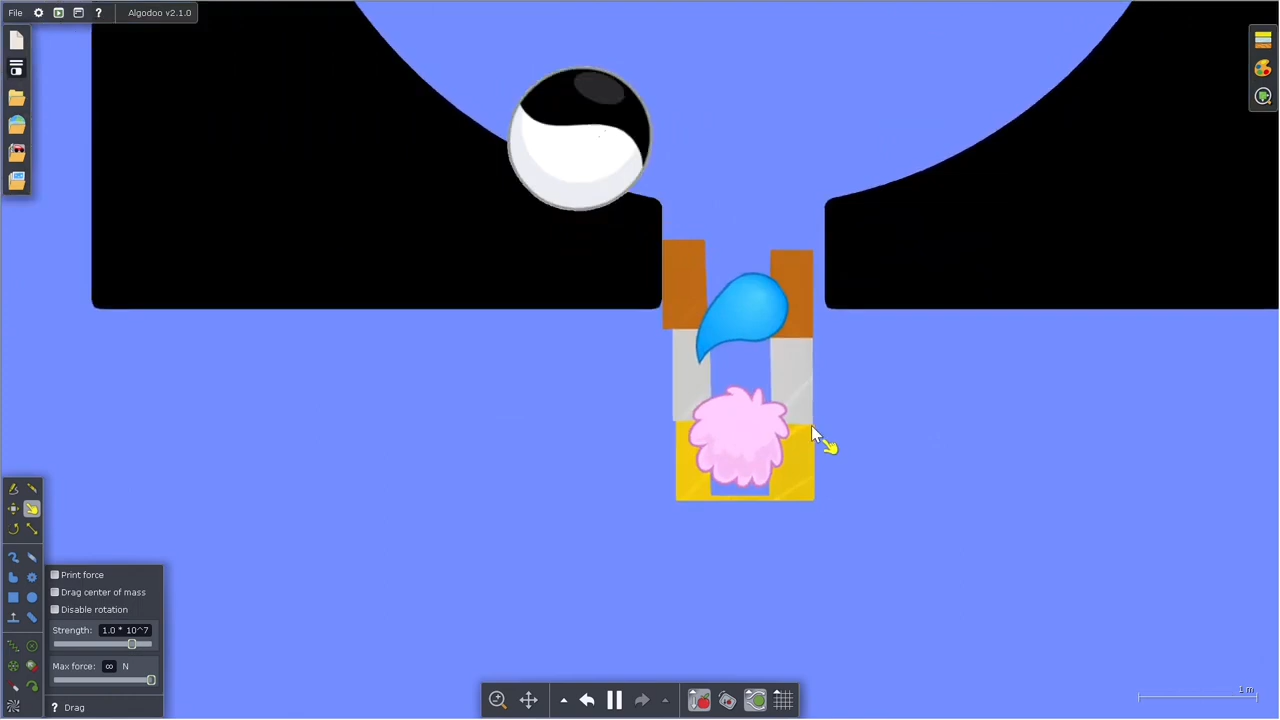 File ? Algodoo v2.1.0
Print force
Drag center of mass
Disable rotation
Strength: 1.0 * 10^7
Max force: ∞ N
? Drag
1 m